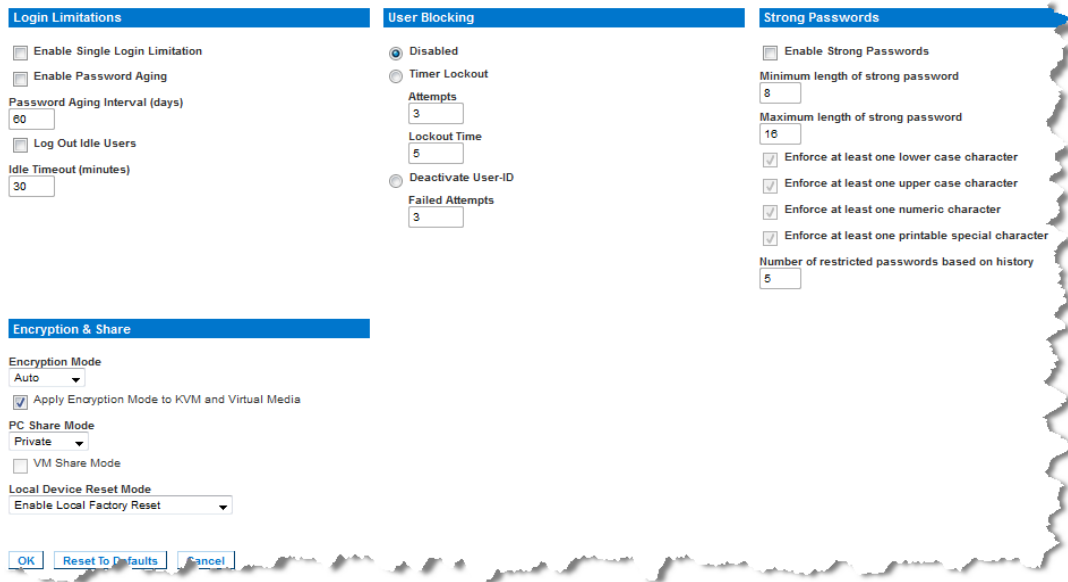 Login Limitations
Enable Single Login Limitation
Enable Password Aging
Password Aging Interval (days)
60
Log Out Idle Users
Idle Timeout (minutes)
30
User Blocking
Disabled
Timer Lockout
Attempts
3
Lockout Time
5
Deactivate User-ID
Failed Attempts
3
Strong Passwords
Enable Strong Passwords
Minimum length of strong password
8
Maximum length of strong password
16
Enforce at least one lower case character
Enforce at least one upper case character
Enforce at least one numeric character
Enforce at least one printable special character
Number of restricted passwords based on history
5
Encryption & Share
Encryption Mode
Auto
Apply Encryption Mode to KVM and Virtual Media
PC Share Mode
Private
VM Share Mode
Local Device Reset Mode
Enable Local Factory Reset
OK
Reset To Defaults
Cancel